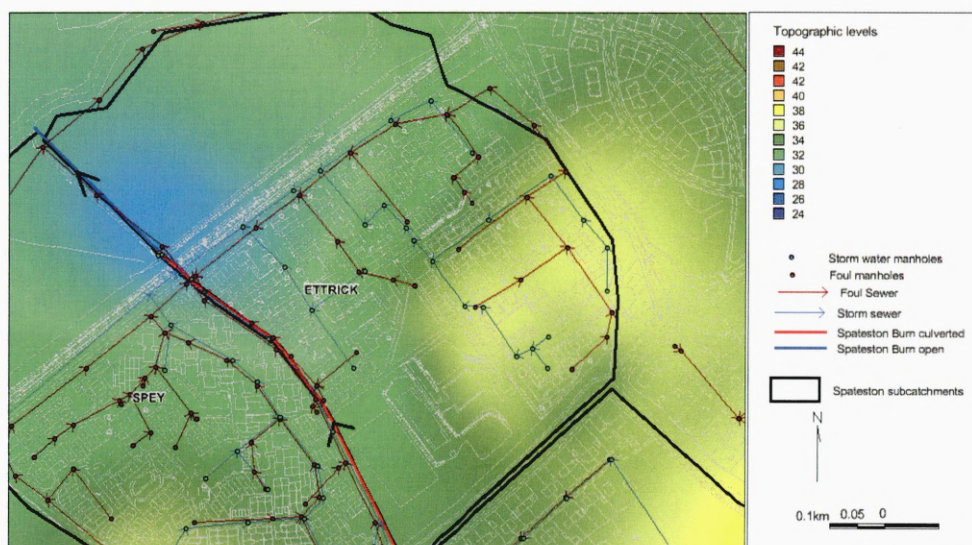 ETTRICK
SPEY
Topographic levels
44
42
42
40
38
36
34
32
30
28
26
24
Storm water manholes
Foul manholes
Foul Sewer
Storm sewer
Spateston Burn culverted
Spateston Burn open
Spateston subcatchments
N
0.1km 0.05 0